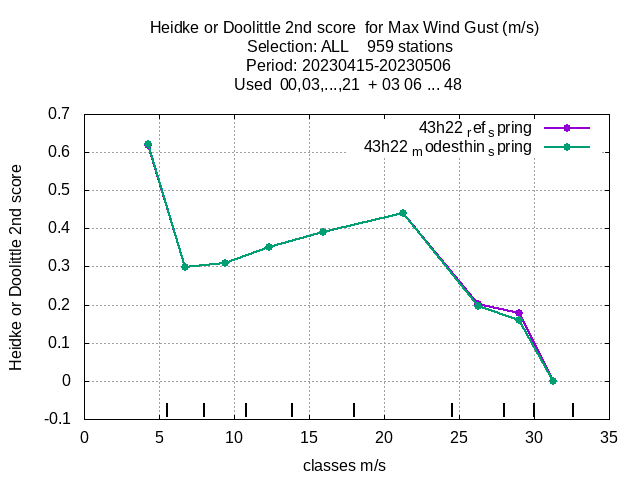 Heidke or Doolittle 2nd score  for Max Wind Gust (m/s)
Selection: ALL    959 stations
Period: 20230415-20230506
Used  00,03,...,21  + 03 06 ... 48
43h22 ref spring
43h22 modesthin spring
0.7
0.6
0.5
0.4
0.3
0.2
0.1
0
-0.1
Heidke or Doolittle 2nd score
0 5 10 15 20 25 30 35
classes m/s